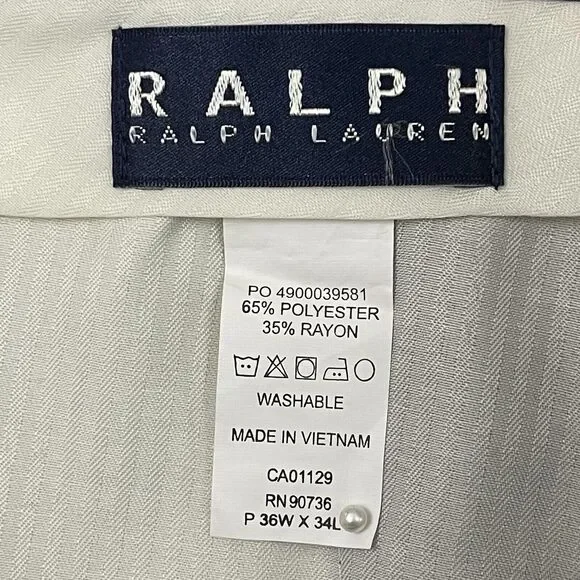 RALPH
RALPH LAUREN
PO 4900039581
65% POLYESTER
35% RAYON
WASHABLE
MADE IN VIETNAM
CA01129
RN 90736
P 36W X 34L